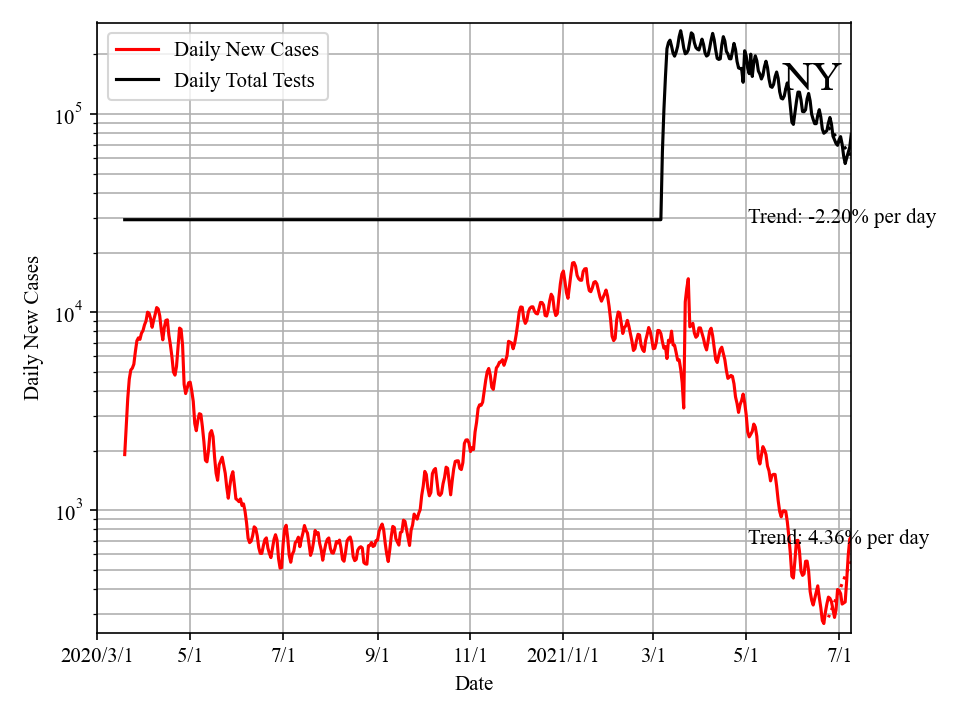 Daily New Cases
Daily Total Tests
NY
10^5
Trend: -2.20% per day
10^4
10^3
Trend: 4.36% per day
Daily New Cases
2020/3/1 5/1 7/1 9/1 11/1 2021/1/1 3/1 5/1 7/1
Date